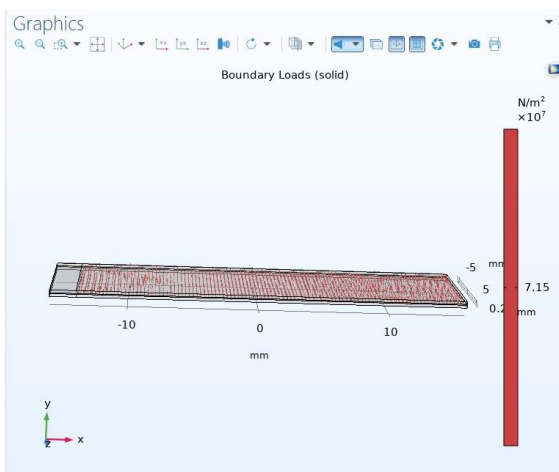 Graphics
Boundary Loads (solid)
N/m²
×10⁷
-5
mm
5
7.15
0.2
mm
-10
0
10
mm
y
z
x